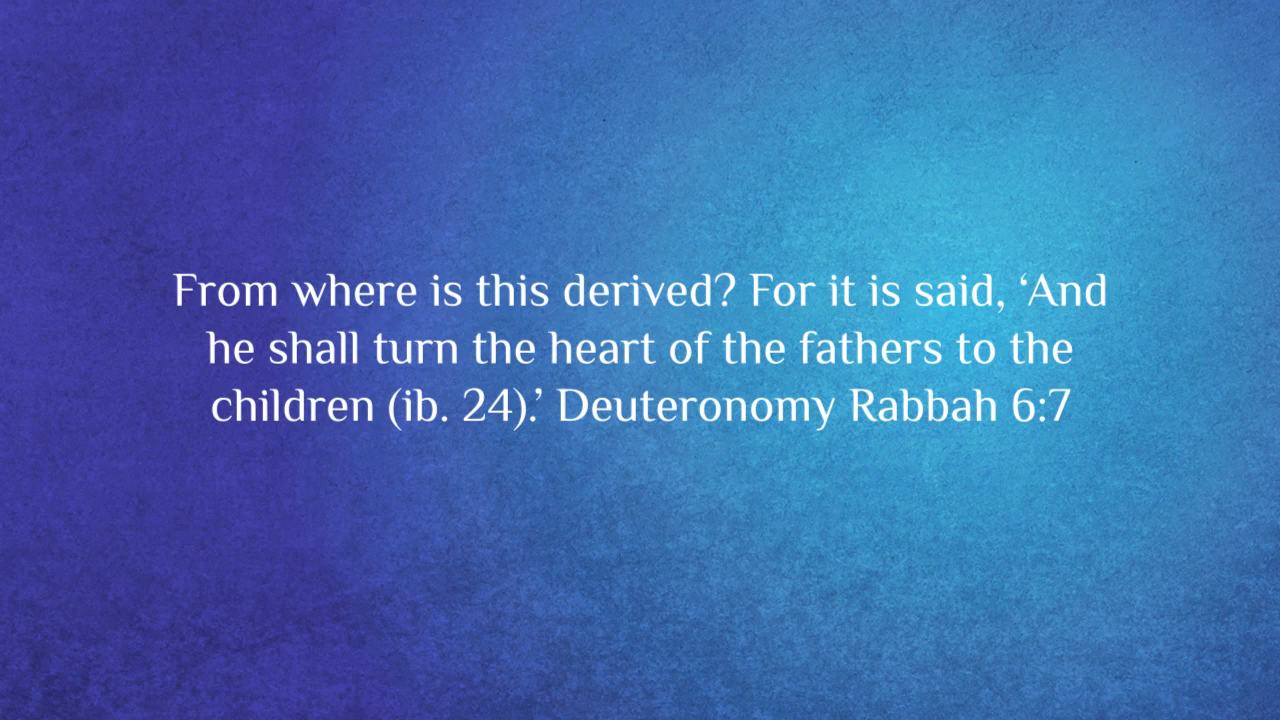 From where is this derived? For it is said, ‘And
he shall turn the heart of the fathers to the
children (ib. 24).’ Deuteronomy Rabbah 6:7